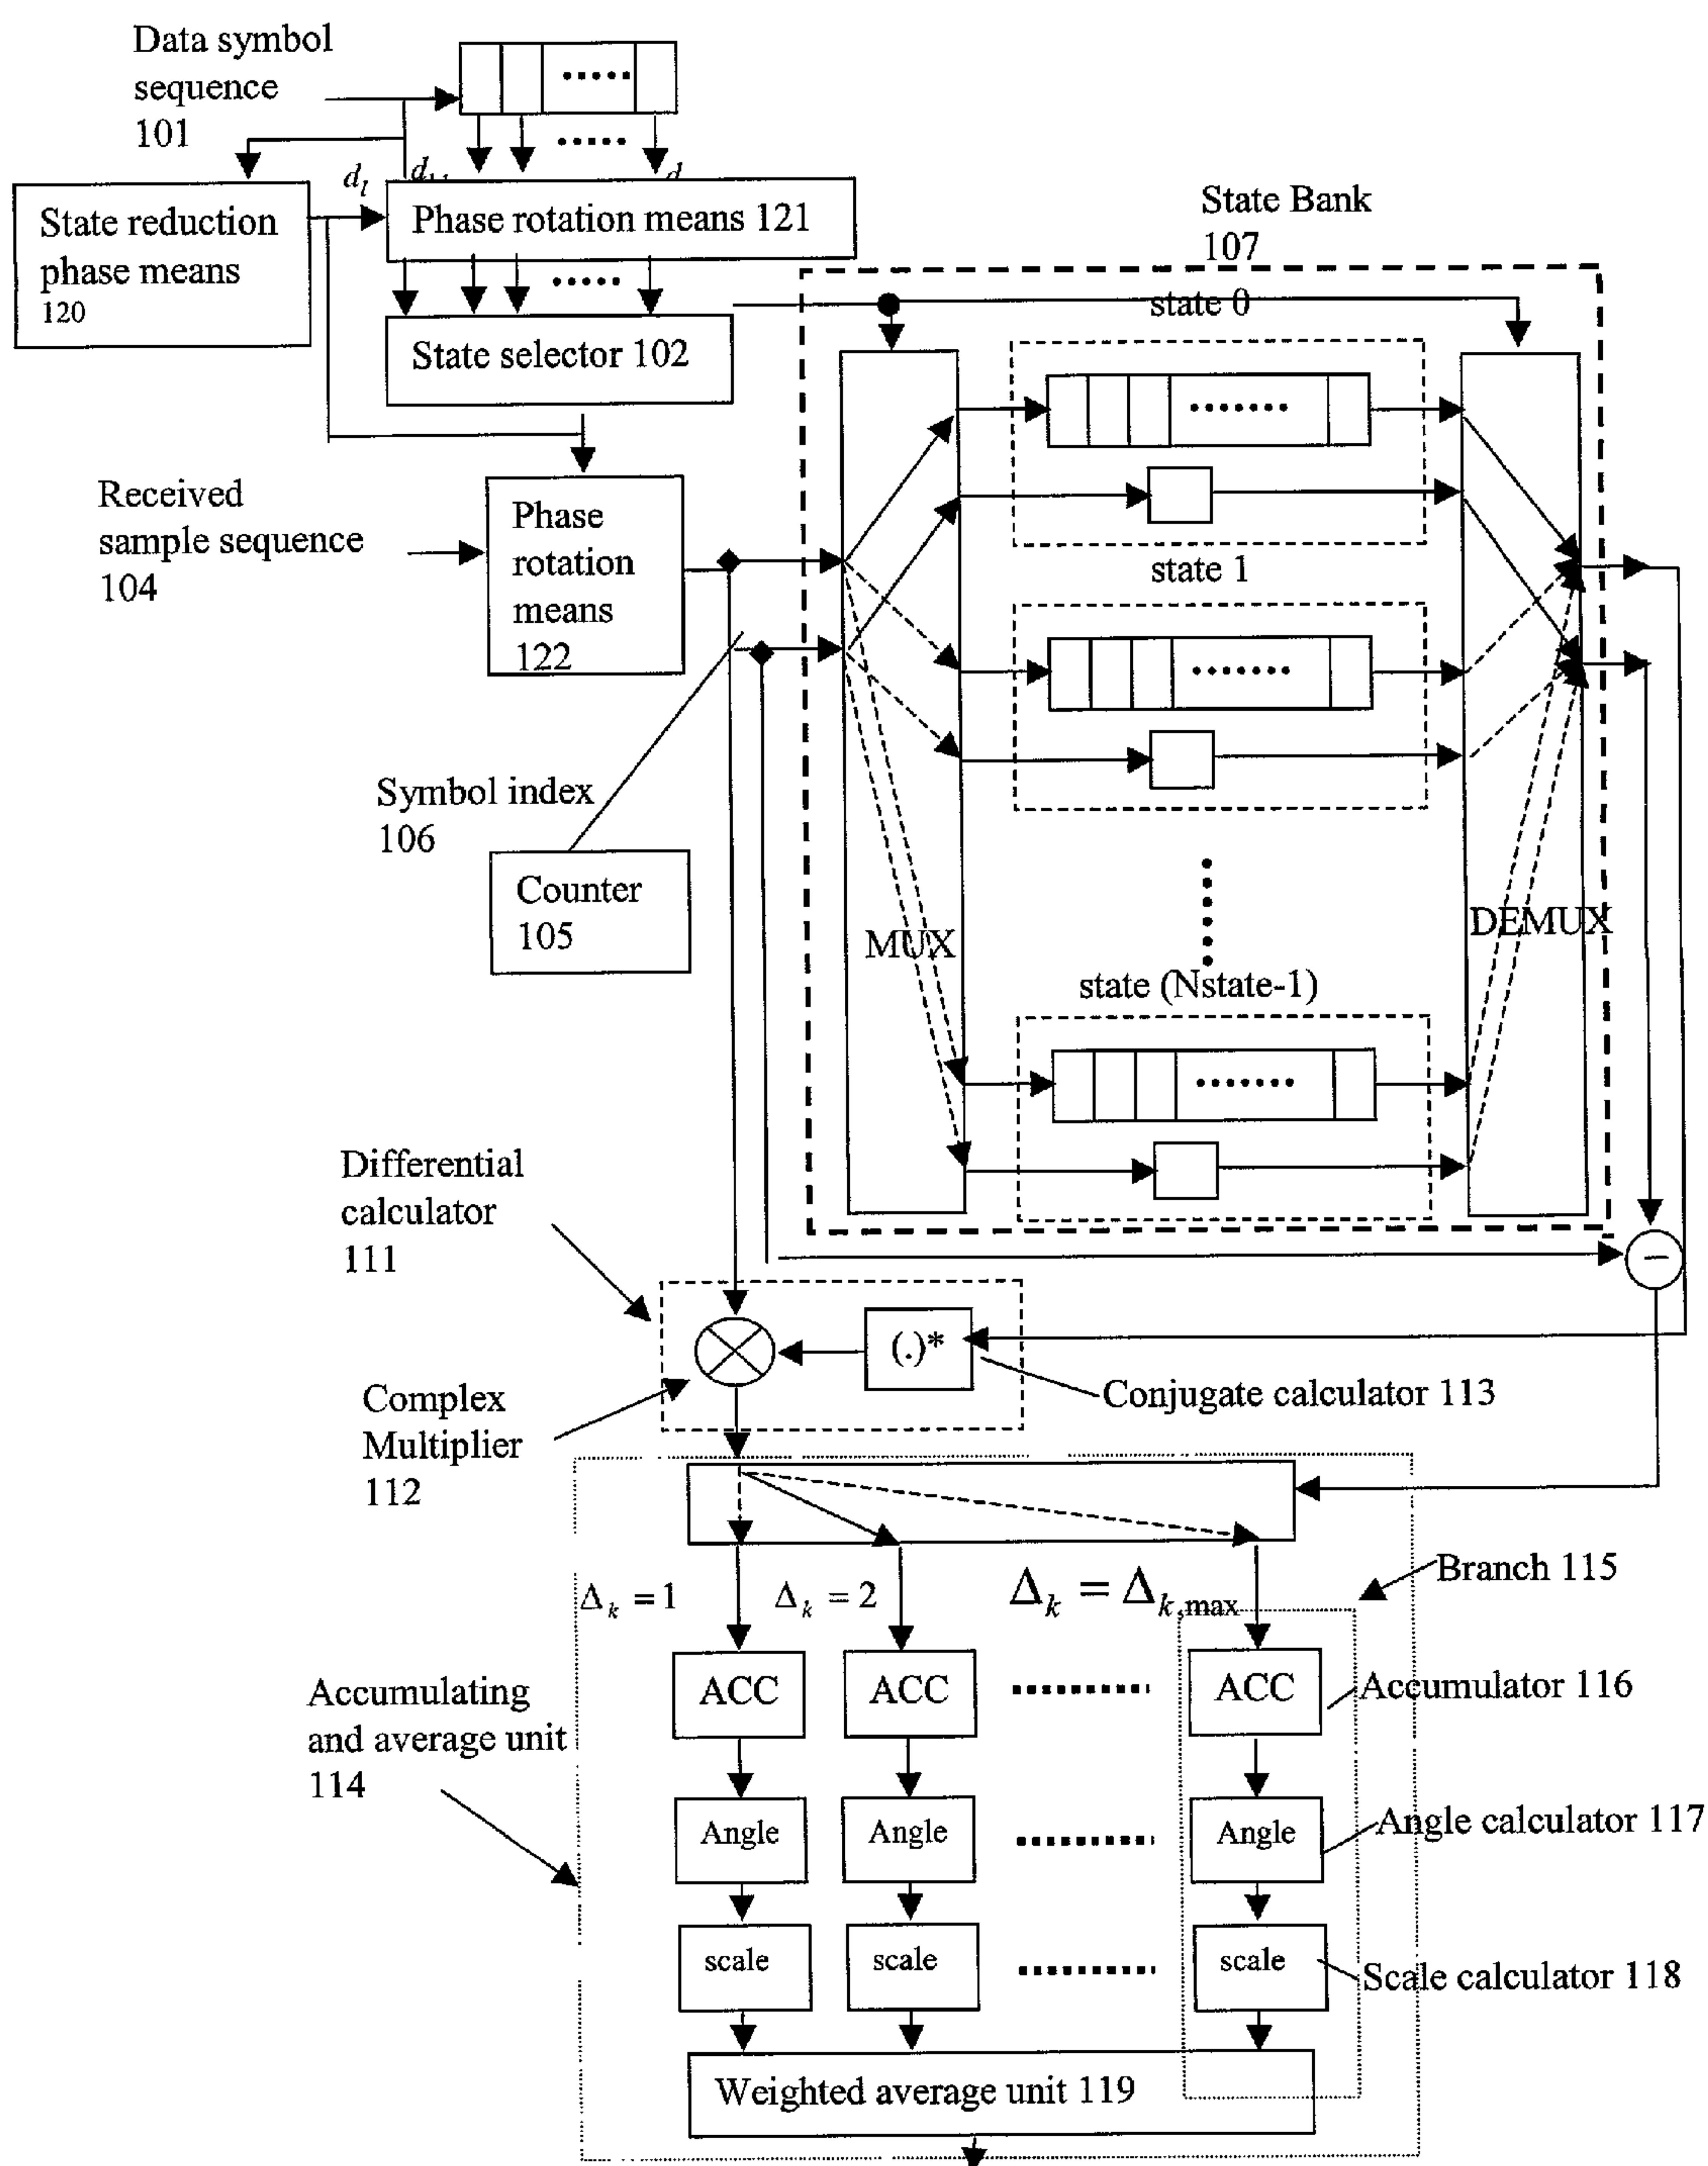 Data symbol
sequence
101
d_l
State reduction
phase means
120
Phase rotation means 121
State selector 102
State Bank
107
state 0
Received
sample sequence
104
Phase
rotation
means
122
state 1
Symbol index
106
Counter
105
MUX
DEMUX
state (Nstate-1)
Differential
calculator
111
(.)*
Complex
Multiplier
112
Conjugate calculator 113
Branch 115
Δ_k = 1
Δ_k = 2
Δ_k = Δ_k,max
ACC
ACC
ACC
Accumulator 116
Accumulating
and average unit
114
Angle
Angle
Angle
Angle calculator 117
scale
scale
scale
Scale calculator 118
Weighted average unit 119